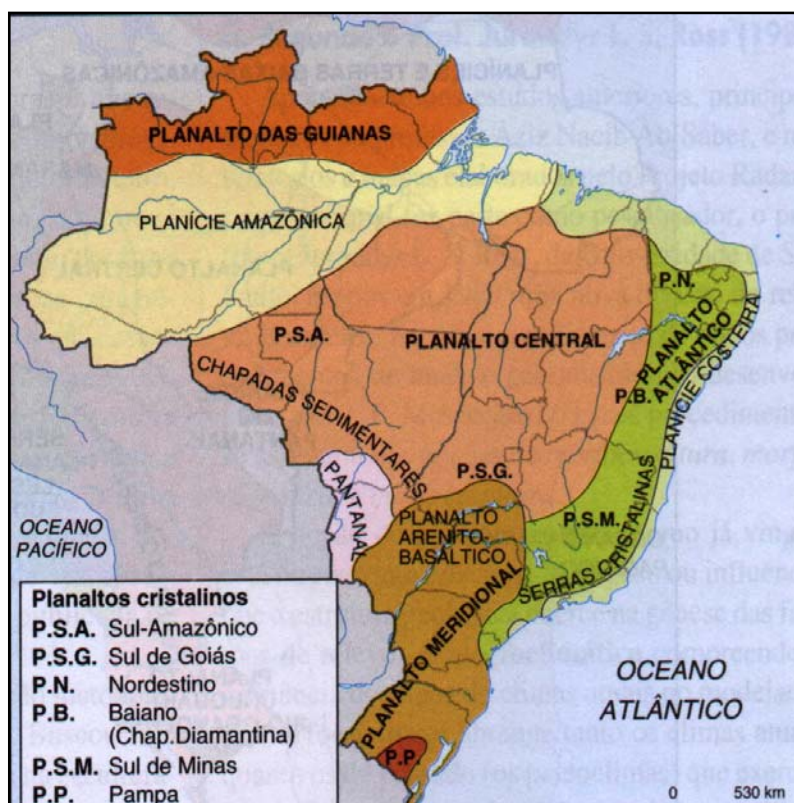 PLANALTO DAS GUIANAS
PLANÍCIE AMAZÔNICA
P.S.A.
PLANALTO CENTRAL
P.N.
PLANALTO
ATLÂNTICO
P.B.
PLANÍCIE COSTEIRA
CHAPADAS SEDIMENTARES
PANTANAL
P.S.G.
PLANALTO
ARENITO
BASÁLTICO
P.S.M.
SERRAS CRISTALINAS
PLANALTO MERIDIONAL
P.P.
OCEANO
PACÍFICO
OCEANO
ATLÂNTICO
Planaltos cristalinos
P.S.A. Sul-Amazônico
P.S.G. Sul de Goiás
P.N. Nordestino
P.B. Baiano
(Chap.Diamantina)
P.S.M. Sul de Minas
P.P. Pampa
0 530 km